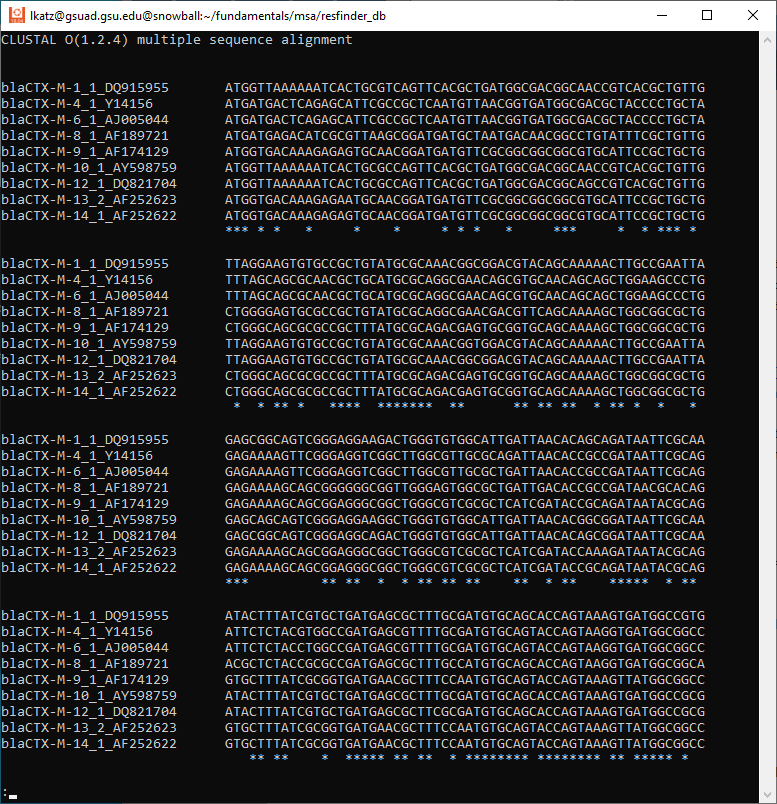 lkatz@gsuad.gsu.edu@snowball:~/fundamentals/msa/resfinder_db
CLUSTAL O(1.2.4) multiple sequence alignment
blaCTX-M-1_1_DQ915955      ATGGTTAAAAAATCACTGCGTCAGTTCACGCTGATGGCGACGGCAACCGTCACGCTGTTG
blaCTX-M-4_1_Y14156        ATGATGACTCAGAGCATTCGCCGCTCAATGTTAACGGTGATGGCGACGCTACCCCTGCTA
blaCTX-M-6_1_AJ005044      ATGATGACTCAGAGCATTCGCCGCTCAATGTTAACGGTGATGGCGACGCTACCCCTGCTA
blaCTX-M-8_1_AF189721      ATGATGAGACATCGCGTTAAGCGGATGATGCTAATGACAACGGCCTGTATTTCGCTGTTG
blaCTX-M-9_1_AF174129      ATGGTGACAAAGAGAGTGCAACGGATGATGTTCGCGGCGGCGGCGTGCATTCCGCTGCTG
blaCTX-M-10_1_AY598759     ATGGTTAAAAAATCACTGCGCCAGTTCACGCTGATGGCGACGGCAACCGTCACGCTGTTG
blaCTX-M-12_1_DQ821704     ATGGTTAAAAAATCACTGCGTCAGTTCACGCTGATGGCGACGGCAGCCGTCACGCTGTTG
blaCTX-M-13_2_AF252623     ATGGTGACAAAGAGAATGCAACGGATGATGTTCGCGGCGGCGGCGTGCATTCCGCTGCTG
blaCTX-M-14_1_AF252622     ATGGTGACAAAGAGAGTGCAACGGATGATGTTCGCGGCGGCGGCGTGCATTCCGCTGCTG
*** * *   *     *    *     * * *   *     ***     *  * *** *
blaCTX-M-1_1_DQ915955      TTAGGAAGTGTGCCGCTGTATGCGCAAACGGCGGACGTACAGCAAAAACTTGCCGAATTA
blaCTX-M-4_1_Y14156        TTTAGCAGCGCAACGCTGCATGCGCAGGCGAACAGCGTGCAACAGCAGCTGGAAGCCCTG
blaCTX-M-6_1_AJ005044      TTTAGCAGCGCAACGCTGCATGCGCAGGCGAACAGCGTGCAACAGCAGCTGGAAGCCCTG
blaCTX-M-8_1_AF189721      CTGGGGAGTGCGCCGCTGTATGCGCAGGCGAACGACGTTCAGCAAAAGCTGGCGGCGCTG
blaCTX-M-9_1_AF174129      CTGGGCAGCGCGCCGCTTTATGCGCAGACGAGTGCGGTGCAGCAAAAGCTGGCGGCGCTG
blaCTX-M-10_1_AY598759     TTAGGAAGTGTGCCGCTGTATGCGCAAACGGTGGACGTACAGCAAAAACTTGCCGAATTA
blaCTX-M-12_1_DQ821704     TTAGGAAGTGTGCCGCTGTATGCGCAAACGGCGGACGTACAGCAAAAACTTGCCGAATTA
blaCTX-M-13_2_AF252623     CTGGGCAGCGCGCCGCTTTATGCGCAGACGAGTGCGGTGCAGCAAAAGCTGGCGGCGCTG
blaCTX-M-14_1_AF252622     CTGGGCAGCGCGCCGCTTTATGCGCAGACGAGTGCGGTGCAGCAAAAGCTGGCGGCGCTG
*  * ** *   ****  *******  **      ** ** **  * ** *  *   *
blaCTX-M-1_1_DQ915955      GAGCGGCAGTCGGGAGGAAGACTGGGTGTGGCATTGATTAACACAGCAGATAATTCGCAA
blaCTX-M-4_1_Y14156        GAGAAAAGTTCGGGAGGTCGGCTTGGCGTTGCGCAGATTAACACCGCCGATAATTCGCAG
blaCTX-M-6_1_AJ005044      GAGAAAAGTTCGGGAGGTCGGCTTGGCGTTGCGCTGATTAACACCGCCGATAATTCGCAG
blaCTX-M-8_1_AF189721      GAGAAAAGCAGCGGGGGGCGGTTGGGAGTGGCGCTGATTGACACCGCCGATAACGCACAG
blaCTX-M-9_1_AF174129      GAGAAAAGCAGCGGAGGGCGGCTGGGCGTCGCGCTCATCGATACCGCAGATAATACGCAG
blaCTX-M-10_1_AY598759     GAGCAGCAGTCGGGAGGAAGGCTGGGTGTGGCATTGATTAACACGGCGGATAATTCGCAA
blaCTX-M-12_1_DQ821704     GAGCGGCAGTCGGGAGGCAGACTGGGTGTGGCATTGATTAACACAGCGGATAATTCGCAA
blaCTX-M-13_2_AF252623     GAGAAAAGCAGCGGAGGGCGGCTGGGCGTCGCGCTCATCGATACCAAAGATAATACGCAG
blaCTX-M-14_1_AF252622     GAGAAAAGCAGCGGAGGGCGGCTGGGCGTCGCGCTCATCGATACCGCAGATAATACGCAG
***         ** **  *  * ** ** **    **  * **    *****  * **
blaCTX-M-1_1_DQ915955      ATACTTTATCGTGCTGATGAGCGCTTTGCGATGTGCAGCACCAGTAAAGTGATGGCCGTG
blaCTX-M-4_1_Y14156        ATTCTCTACGTGGCCGATGAGCGTTTTGCGATGTGCAGTACCAGTAAGGTGATGGCGGCC
blaCTX-M-6_1_AJ005044      ATTCTCTACCTGGCCGATGAGCGTTTTGCGATGTGCAGTACCAGTAAGGTGATGGCGGCC
blaCTX-M-8_1_AF189721      ACGCTCTACCGCGCCGATGAGCGCTTTGCCATGTGCAGCACCAGTAAGGTGATGGCGGCA
blaCTX-M-9_1_AF174129      GTGCTTTATCGCGGTGATGAACGCTTTCCAATGTGCAGTACCAGTAAAGTTATGGCGGCC
blaCTX-M-10_1_AY598759     ATACTTTATCGTGCTGATGAGCGCTTTGCGATGTGCAGCACCAGTAAAGTGATGGCCGCG
blaCTX-M-12_1_DQ821704     ATACTTTATCGTGCTGATGAGCGCTTCGCGATGTGCAGCACCAGTAAAGTGATGGCCGCG
blaCTX-M-13_2_AF252623     GTGCTTTATCGCGGTGATGAACGCTTTCCAATGTGCAGTACCAGTAAAGTTATGGCGGCC
blaCTX-M-14_1_AF252622     GTGCTTTATCGCGGTGATGAACGCTTTCCAATGTGCAGTACCAGTAAAGTTATGGCGGCC
** **    *  ***** ** **  * ******** ******** ** ***** *
: